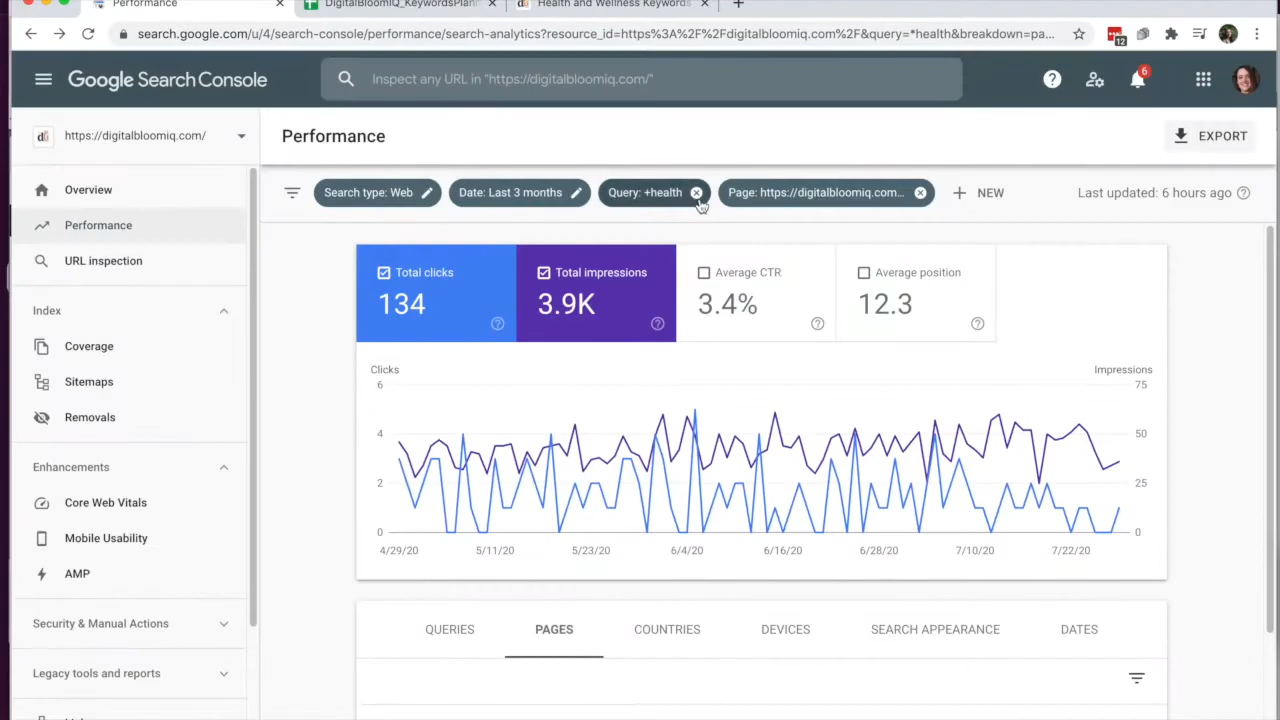 Performance
DigitalBloomIQ_KeywordsPlann
Health and Wellness Keywords
search.google.com/u/4/search-console/performance/search-analytics?resource_id=https%3A%2F%2Fdigitalbloomiq.com%2F&query=*health&breakdown=pa...
12
Google Search Console
Inspect any URL in "https://digitalbloomiq.com/"
6
https://digitalbloomiq.com/
Performance
EXPORT
Overview
Performance
URL inspection
Index
Coverage
Sitemaps
Removals
Enhancements
Core Web Vitals
Mobile Usability
AMP
Security & Manual Actions
Legacy tools and reports
Search type: Web
Date: Last 3 months
Query: +health
Page: https://digitalbloomiq.com...
NEW
Last updated: 6 hours ago
Total clicks
134
Total impressions
3.9K
Average CTR
3.4%
Average position
12.3
Clicks
Impressions
6
75
4
50
2
25
0
0
4/29/20
5/11/20
5/23/20
6/4/20
6/16/20
6/28/20
7/10/20
7/22/20
QUERIES
PAGES
COUNTRIES
DEVICES
SEARCH APPEARANCE
DATES